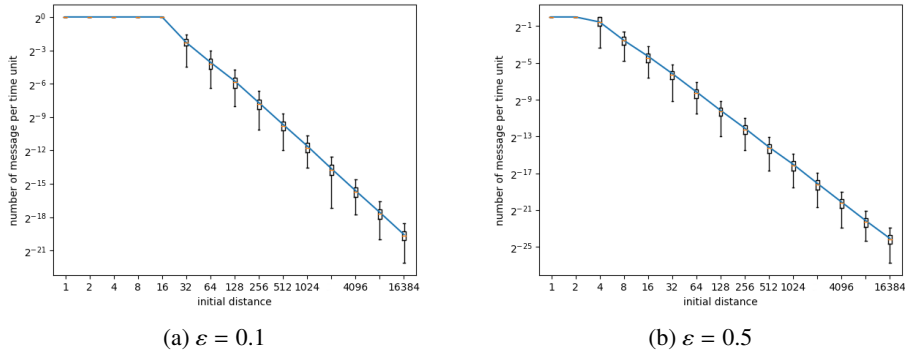 number of message per time unit
2⁰
2⁻³
2⁻⁶
2⁻⁹
2⁻¹²
2⁻¹⁵
2⁻¹⁸
2⁻²¹
1 2 4 8 16 32 64 128 256 512 1024 4096 16384
initial distance
(a) ε = 0.1
number of message per time unit
2⁻¹
2⁻⁵
2⁻⁹
2⁻¹³
2⁻¹⁷
2⁻²¹
2⁻²⁵
1 2 4 8 16 32 64 128 256 512 1024 4096 16384
initial distance
(b) ε = 0.5